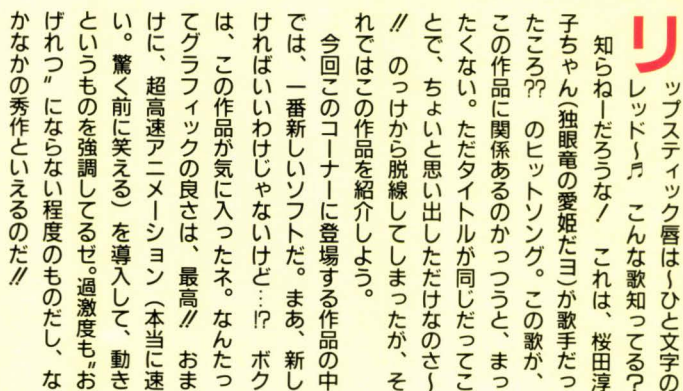 リップスティック唇は〜ひと文字の
レッド〜♬　こんな歌知ってる?
知らねーだろうな!　これは、桜田淳
子ちゃん(独眼竜の愛姫だヨ)が歌手だっ
たころ??　のヒットソング。この歌が、
この作品に関係あるのかっつうと、まっ
たくない。ただタイトルが同じだってこ
とで、ちょいと思い出しただけなのさ〜
!!　のっけから脱線してしまったが、そ
れではこの作品を紹介しよう。
今回このコーナーに登場する作品の中
では、一番新しいソフトだ。まあ、新し
ければいいわけじゃないけど…!?　ボク
は、この作品が気に入ったネ。なんたっ
てグラフィックの良さは、最高!!　おま
けに、超高速アニメーション（本当に速
い。驚く前に笑える）を導入して、動き
というものを強調してるゼ。過激度も〝お
げれつ〟にならない程度のものだし、な
かなかの秀作といえるのだ!!